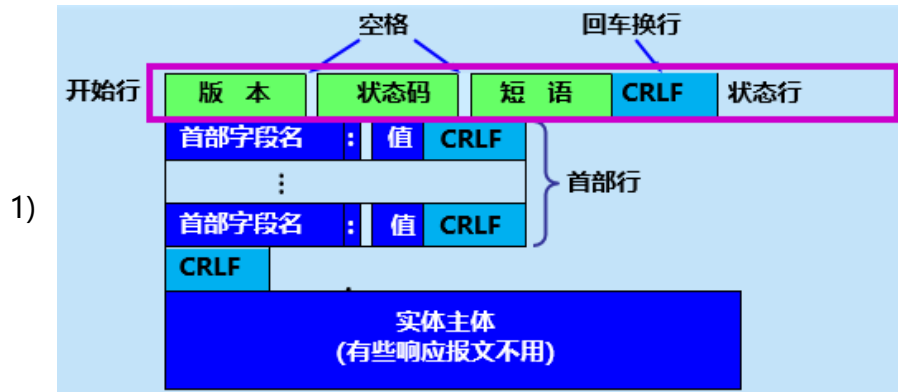 空格 回车换行
开始行 版 本 状态码 短 语 CRLF 状态行
首部字段名 : 值 CRLF
⋮ 首部行
1)
首部字段名 : 值 CRLF
CRLF
实体主体
(有些响应报文不用)